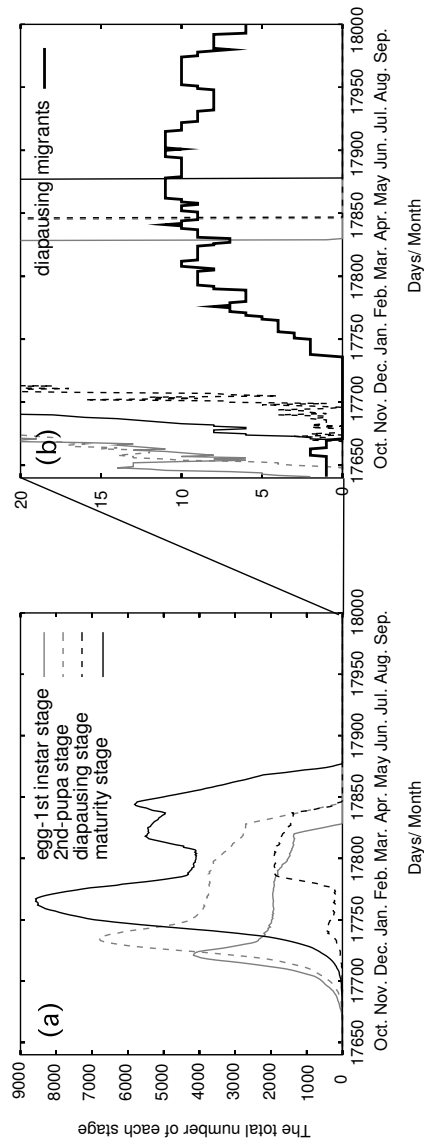 (a)
egg-1st instar stage
2nd-pupa stage
diapausing stage
maturity stage
The total number of each stage
9000
8000
7000
6000
5000
4000
3000
2000
1000
0
17650 17700 17750 17800 17850 17900 17950 18000
Oct. Nov. Dec. Jan. Feb. Mar. Apr. May Jun. Jul. Aug. Sep.
Days/ Month
(b)
diapausing migrants
20
15
10
5
0
17650 17700 17750 17800 17850 17900 17950 18000
Oct. Nov. Dec. Jan. Feb. Mar. Apr. May Jun. Jul. Aug. Sep.
Days/ Month